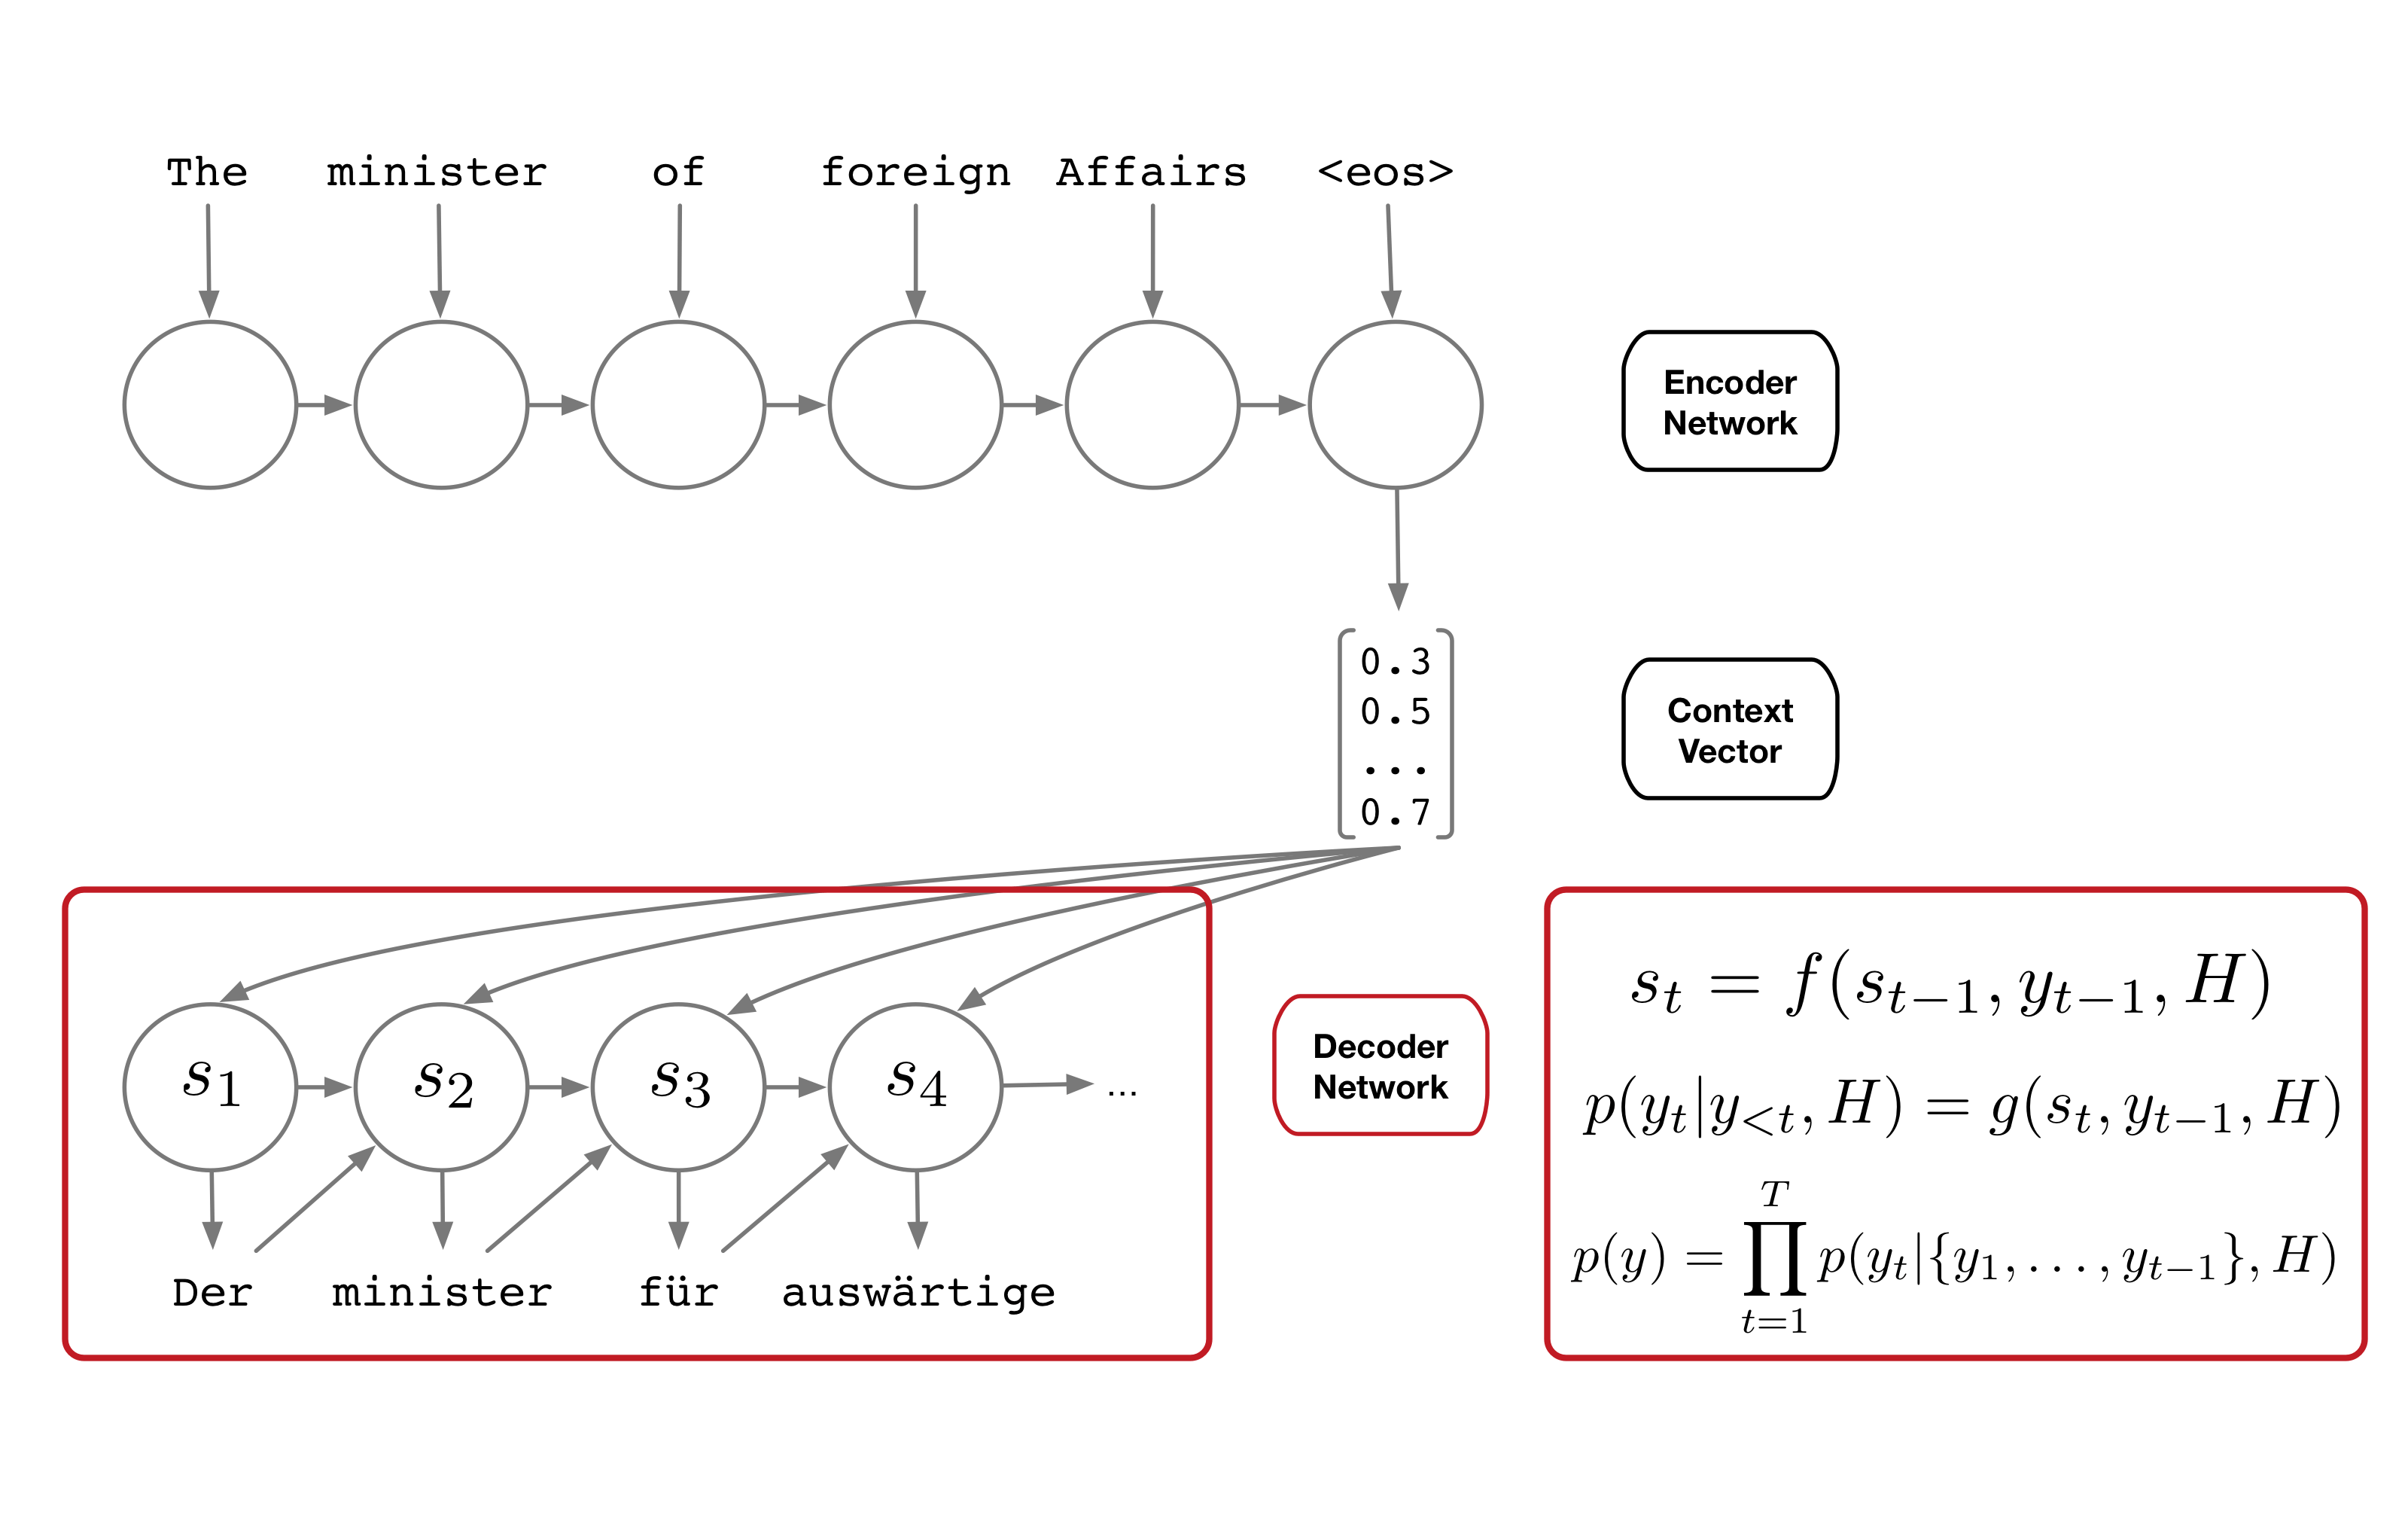 The minister of foreign Affairs <eos>
Encoder
Network
0.3
0.5
...
0.7
Context
Vector
s_1 s_2 s_3 s_4 ...
Der minister für auswärtige
Decoder
Network
s_t = f(s_{t-1}, y_{t-1}, H)
p(y_t|y_{<t}, H) = g(s_t, y_{t-1}, H)
p(y) = \prod_{t=1}^{T} p(y_t|\{y_1, \ldots, y_{t-1}\}, H)